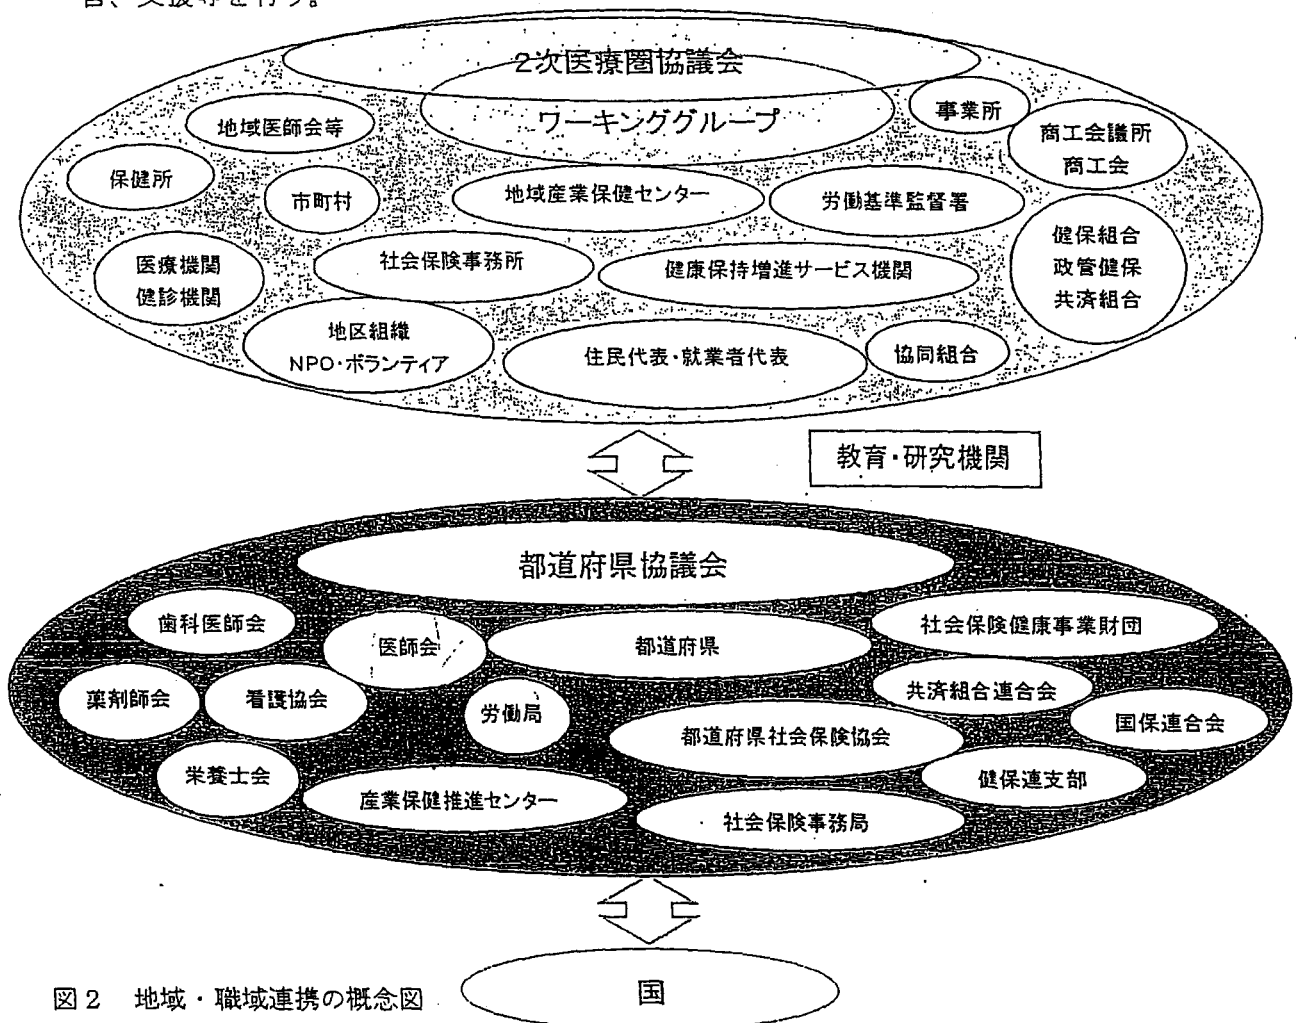 2次医療圏協議会
ワーキンググループ
事業所
地域医師会等
商工会議所
商工会
保健所
市町村
地域産業保健センター
労働基準監督署
医療機関
健診機関
社会保険事務所
健康保持増進サービス機関
健保組合
政管健保
共済組合
地区組織
NPO・ボランティア
住民代表・就業者代表
協同組合
教育・研究機関
都道府県協議会
歯科医師会
医師会
都道府県
社会保険健康事業財団
薬剤師会
看護協会
労働局
共済組合連合会
都道府県社会保険協会
国保連合会
栄養士会
産業保健推進センター
健保連支部
社会保険事務局
国
図2 地域・職域連携の概念図